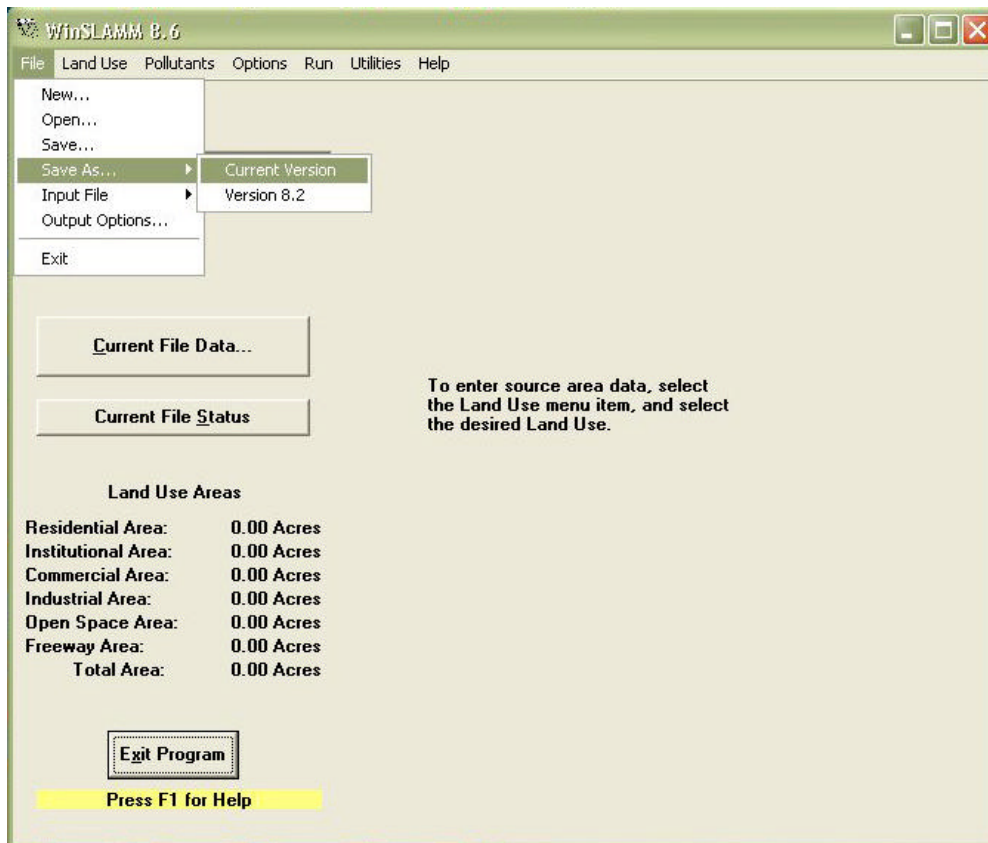 WinSLAMM 8.6
File Land Use Pollutants Options Run Utilities Help
New...
Open...
Save...
Save As...
Current Version
Input File
Version 8.2
Output Options...
Exit
Current File Data...
Current File Status
To enter source area data, select
the Land Use menu item, and select
the desired Land Use.
Land Use Areas
Residential Area: 0.00 Acres
Institutional Area: 0.00 Acres
Commercial Area: 0.00 Acres
Industrial Area: 0.00 Acres
Open Space Area: 0.00 Acres
Freeway Area: 0.00 Acres
Total Area: 0.00 Acres
Exit Program
Press F1 for Help